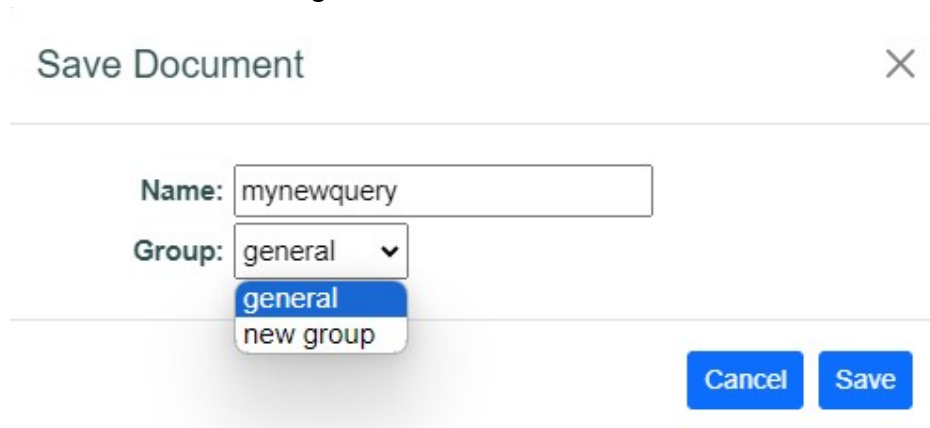 Save Document
Name: mynewquery
Group: general
general
new group
Cancel Save